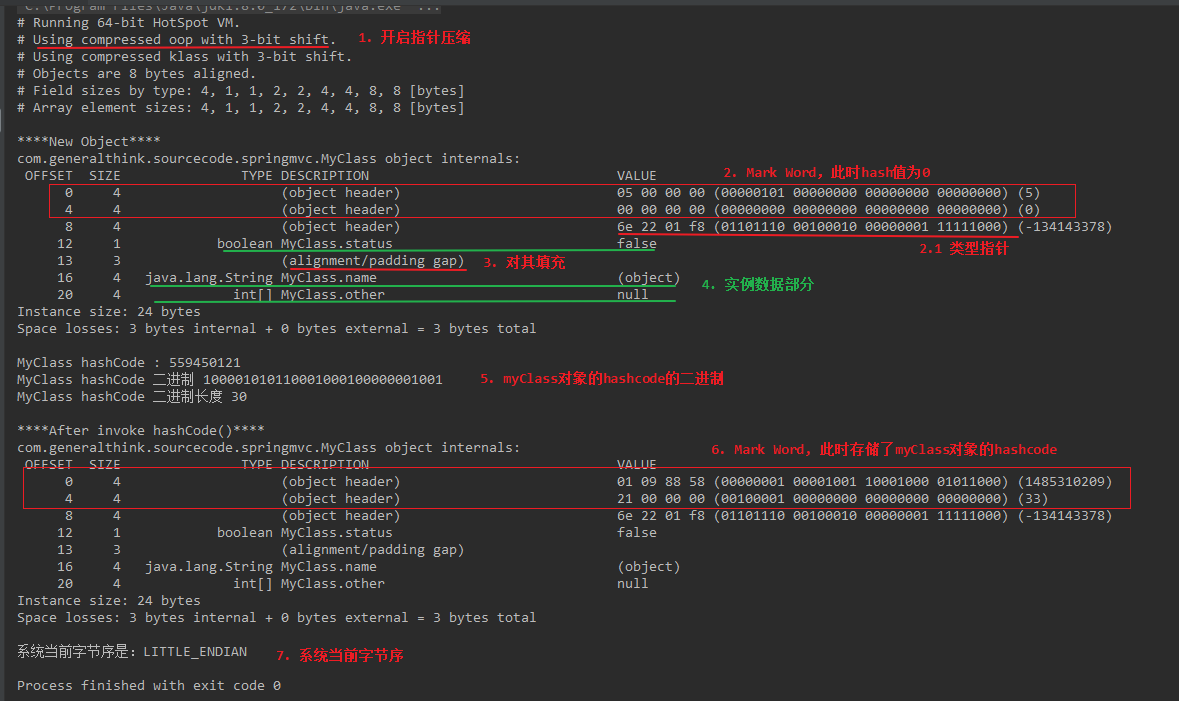 C:\Program Files\Java\jdk1.8.0_172\bin\java.exe" ...
# Running 64-bit HotSpot VM.
# Using compressed oop with 3-bit shift. 1. 开启指针压缩
# Using compressed klass with 3-bit shift.
# Objects are 8 bytes aligned.
# Field sizes by type: 4, 1, 1, 2, 2, 4, 4, 8, 8 [bytes]
# Array element sizes: 4, 1, 1, 2, 2, 4, 4, 8, 8 [bytes]
****New Object****
com.generalthink.sourcecode.springmvc.MyClass object internals:
OFFSET SIZE TYPE DESCRIPTION VALUE 2. Mark Word，此时hash值为0
0 4 (object header) 05 00 00 00 (00000101 00000000 00000000 00000000) (5)
4 4 (object header) 00 00 00 00 (00000000 00000000 00000000 00000000) (0)
8 4 (object header) 6e 22 01 f8 (01101110 00100010 00000001 11111000) (-134143378)
12 1 boolean MyClass.status false 2.1 类型指针
13 3 (alignment/padding gap) 3. 对其填充
16 4 java.lang.String MyClass.name (object) 4. 实例数据部分
20 4 int[] MyClass.other null
Instance size: 24 bytes
Space losses: 3 bytes internal + 0 bytes external = 3 bytes total
MyClass hashCode : 559450121
MyClass hashCode 二进制 100001010110001000100000001001 5. myClass对象的hashcode的二进制
MyClass hashCode 二进制长度 30
****After invoke hashCode()****
com.generalthink.sourcecode.springmvc.MyClass object internals: 6. Mark Word，此时存储了myClass对象的hashcode
OFFSET SIZE TYPE DESCRIPTION VALUE
0 4 (object header) 01 09 88 58 (00000001 00001001 10001000 01011000) (1485310209)
4 4 (object header) 21 00 00 00 (00100001 00000000 00000000 00000000) (33)
8 4 (object header) 6e 22 01 f8 (01101110 00100010 00000001 11111000) (-134143378)
12 1 boolean MyClass.status false
13 3 (alignment/padding gap)
16 4 java.lang.String MyClass.name (object)
20 4 int[] MyClass.other null
Instance size: 24 bytes
Space losses: 3 bytes internal + 0 bytes external = 3 bytes total
系统当前字节序是：LITTLE_ENDIAN 7. 系统当前字节序
Process finished with exit code 0